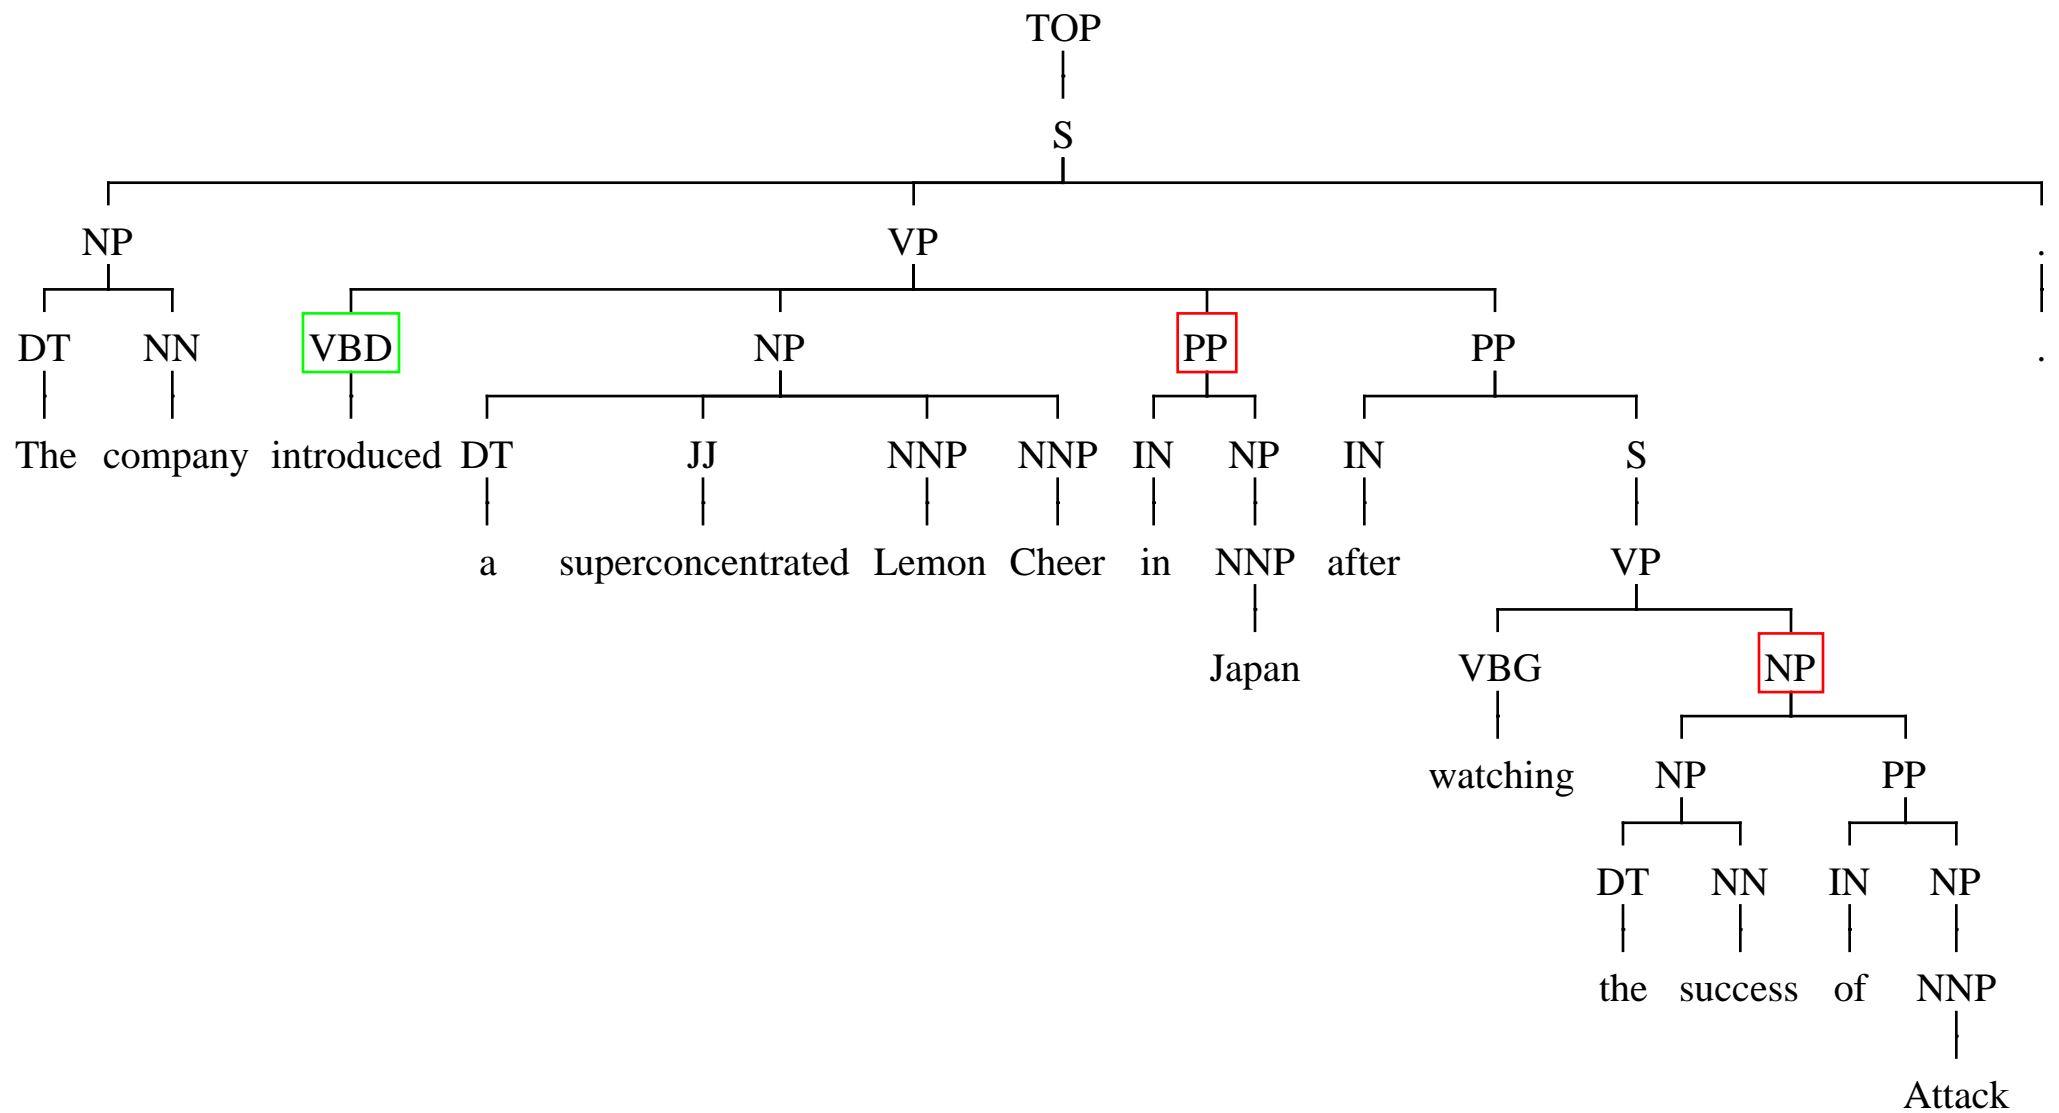 TOP
S
NP VP .
DT NN VBD NP PP PP .
The company introduced DT JJ NNP NNP IN NP IN S
a superconcentrated Lemon Cheer in NNP after VP
Japan VBG NP
watching NP PP
DT NN IN NP
the success of NNP
Attack